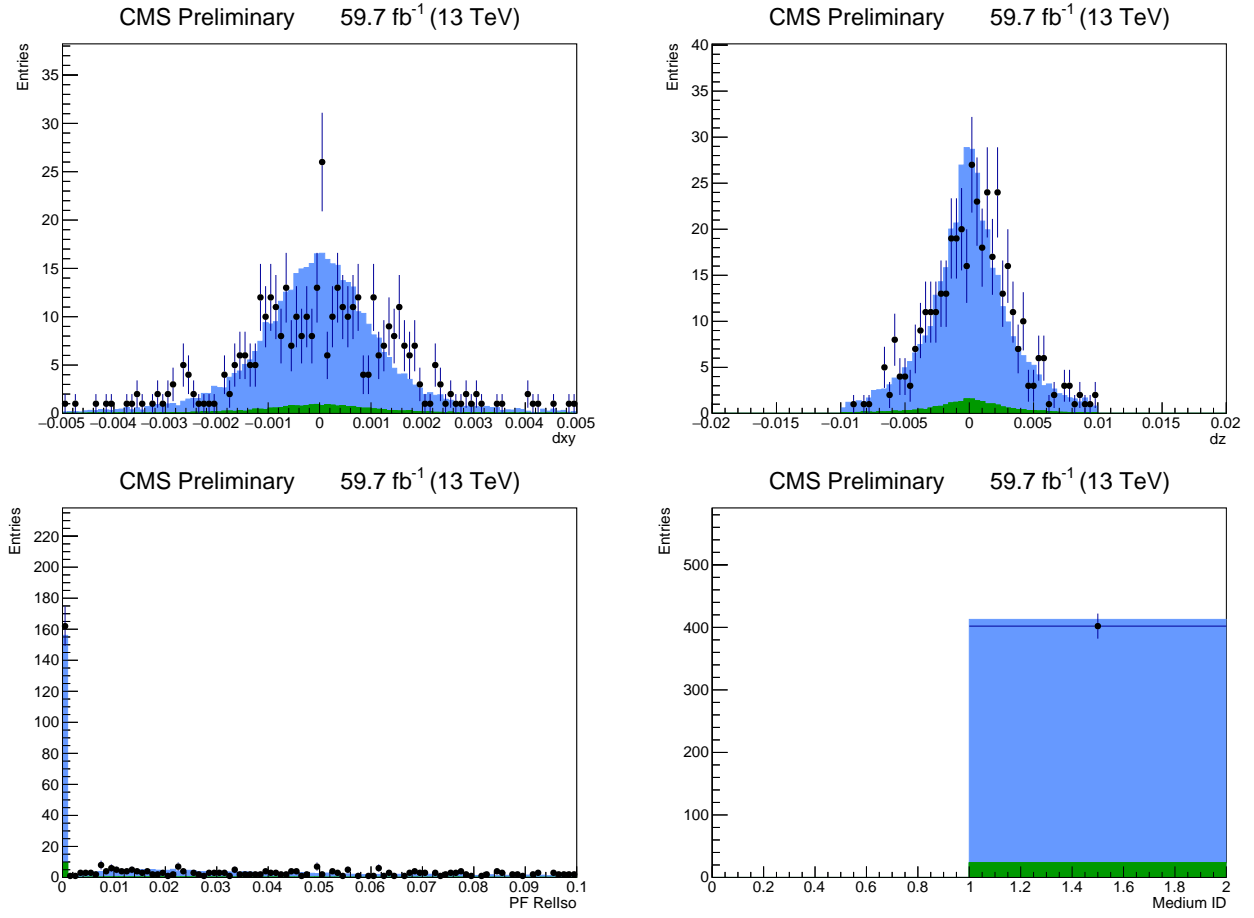 CMS Preliminary 59.7 fb⁻¹ (13 TeV)
Entries
35
30
25
20
15
10
5
0
−0.005 −0.004 −0.003 −0.002 −0.001 0 0.001 0.002 0.003 0.004 0.005
dxy
CMS Preliminary 59.7 fb⁻¹ (13 TeV)
Entries
40
35
30
25
20
15
10
5
0
−0.02 −0.015 −0.01 −0.005 0 0.005 0.01 0.015 0.02
dz
CMS Preliminary 59.7 fb⁻¹ (13 TeV)
Entries
220
200
180
160
140
120
100
80
60
40
20
0
0 0.01 0.02 0.03 0.04 0.05 0.06 0.07 0.08 0.09 0.1
PF RelIso
CMS Preliminary 59.7 fb⁻¹ (13 TeV)
Entries
500
400
300
200
100
0
0 0.2 0.4 0.6 0.8 1 1.2 1.4 1.6 1.8 2
Medium ID